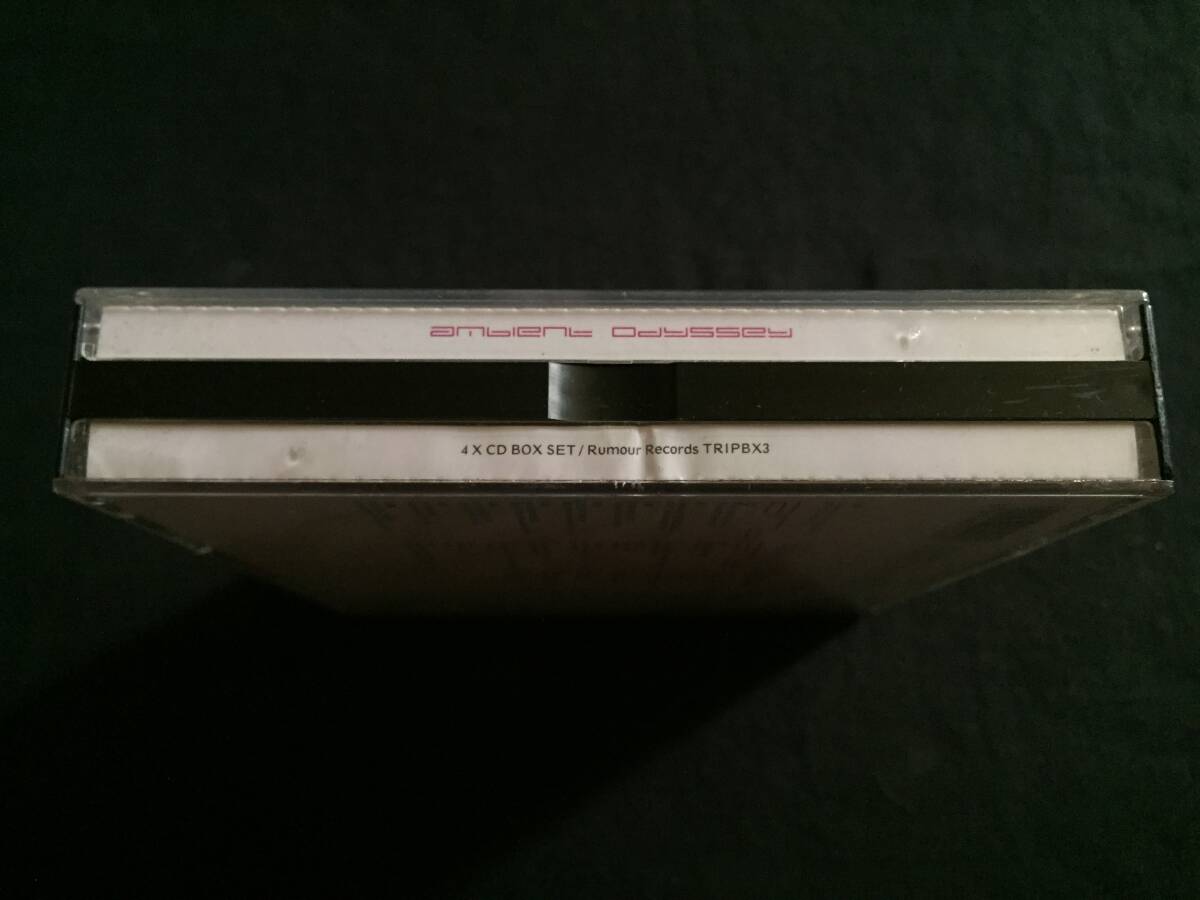 ambient odyssey
4 X CD BOX SET / Rumour Records TRIPBX3